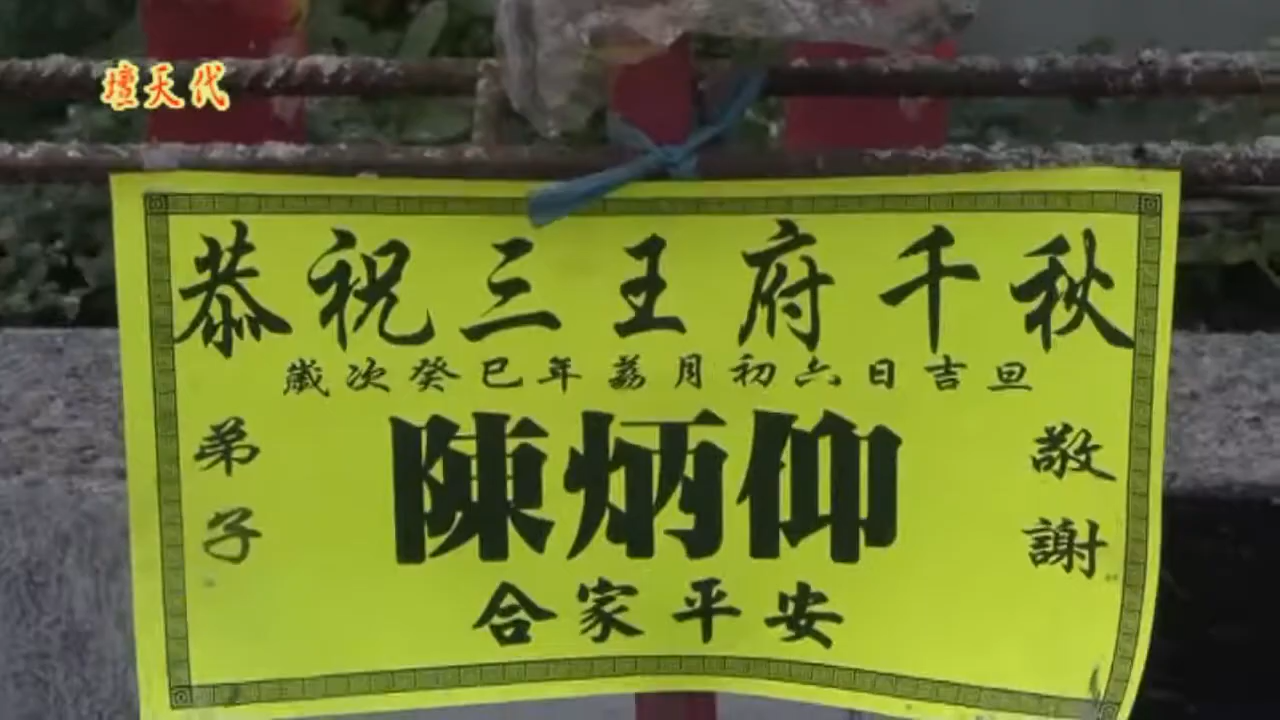 壇天代
恭祝三王府千秋
歲次癸巳年荔月初六日吉旦
弟子
陳炳仰
敬謝
合家平安